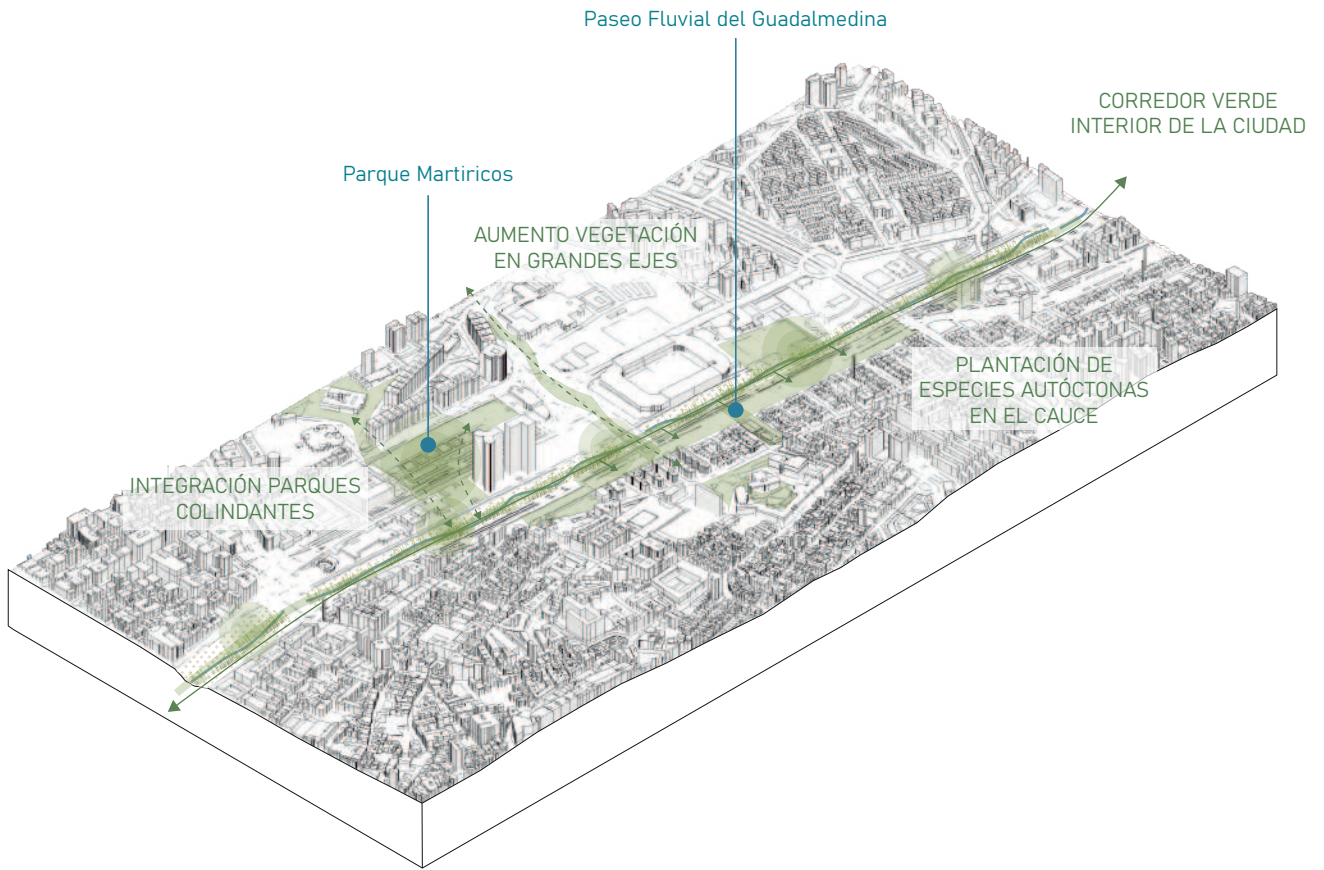 Paseo Fluvial del Guadalmedina
CORREDOR VERDE
INTERIOR DE LA CIUDAD
Parque Martiricos
AUMENTO VEGETACIÓN
EN GRANDES EJES
PLANTACIÓN DE
ESPECIES AUTÓCTONAS
EN EL CAUCE
INTEGRACIÓN PARQUES
COLINDANTES